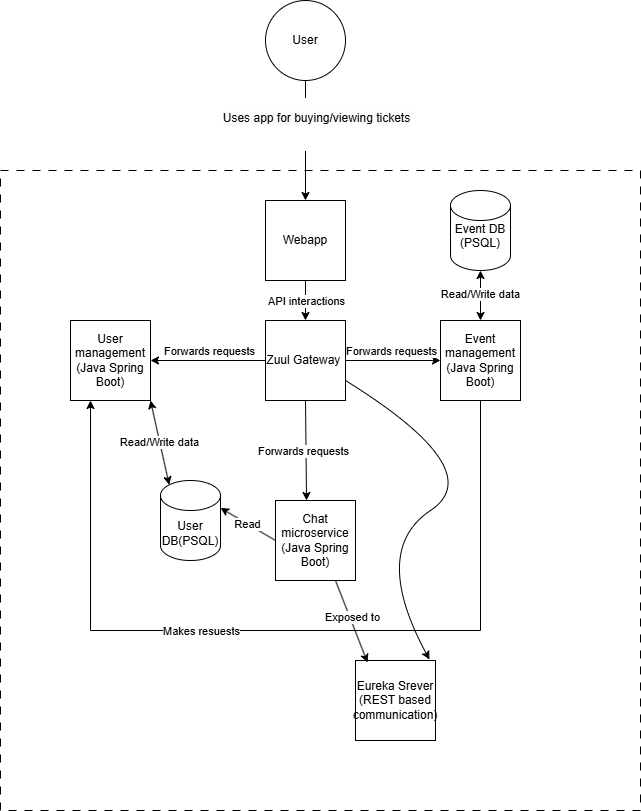 User
Uses app for buying/viewing tickets
Webapp
Event DB
(PSQL)
API interactions
Read/Write data
User
management
(Java Spring
Boot)
Forwards requests
Zuul Gateway
Forwards requests
Event
management
(Java Spring
Boot)
Read/Write data
Forwards requests
User
DB(PSQL)
Read
Chat
microservice
(Java Spring
Boot)
Exposed to
Makes resuests
Eureka Srever
(REST based
communication)